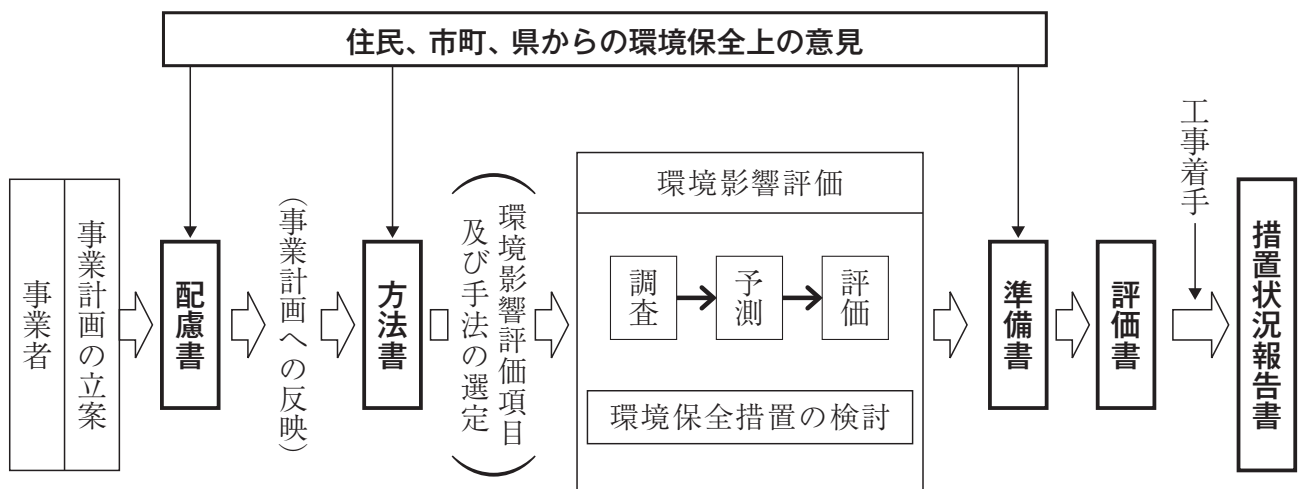 住民、市町、県からの環境保全上の意見
事業者
事業計画の立案
配慮書
(事業計画への反映)
方法書
(環境影響評価項目
及び手法の選定)
環境影響評価
調査
予測
評価
環境保全措置の検討
準備書
評価書
工事着手
措置状況報告書